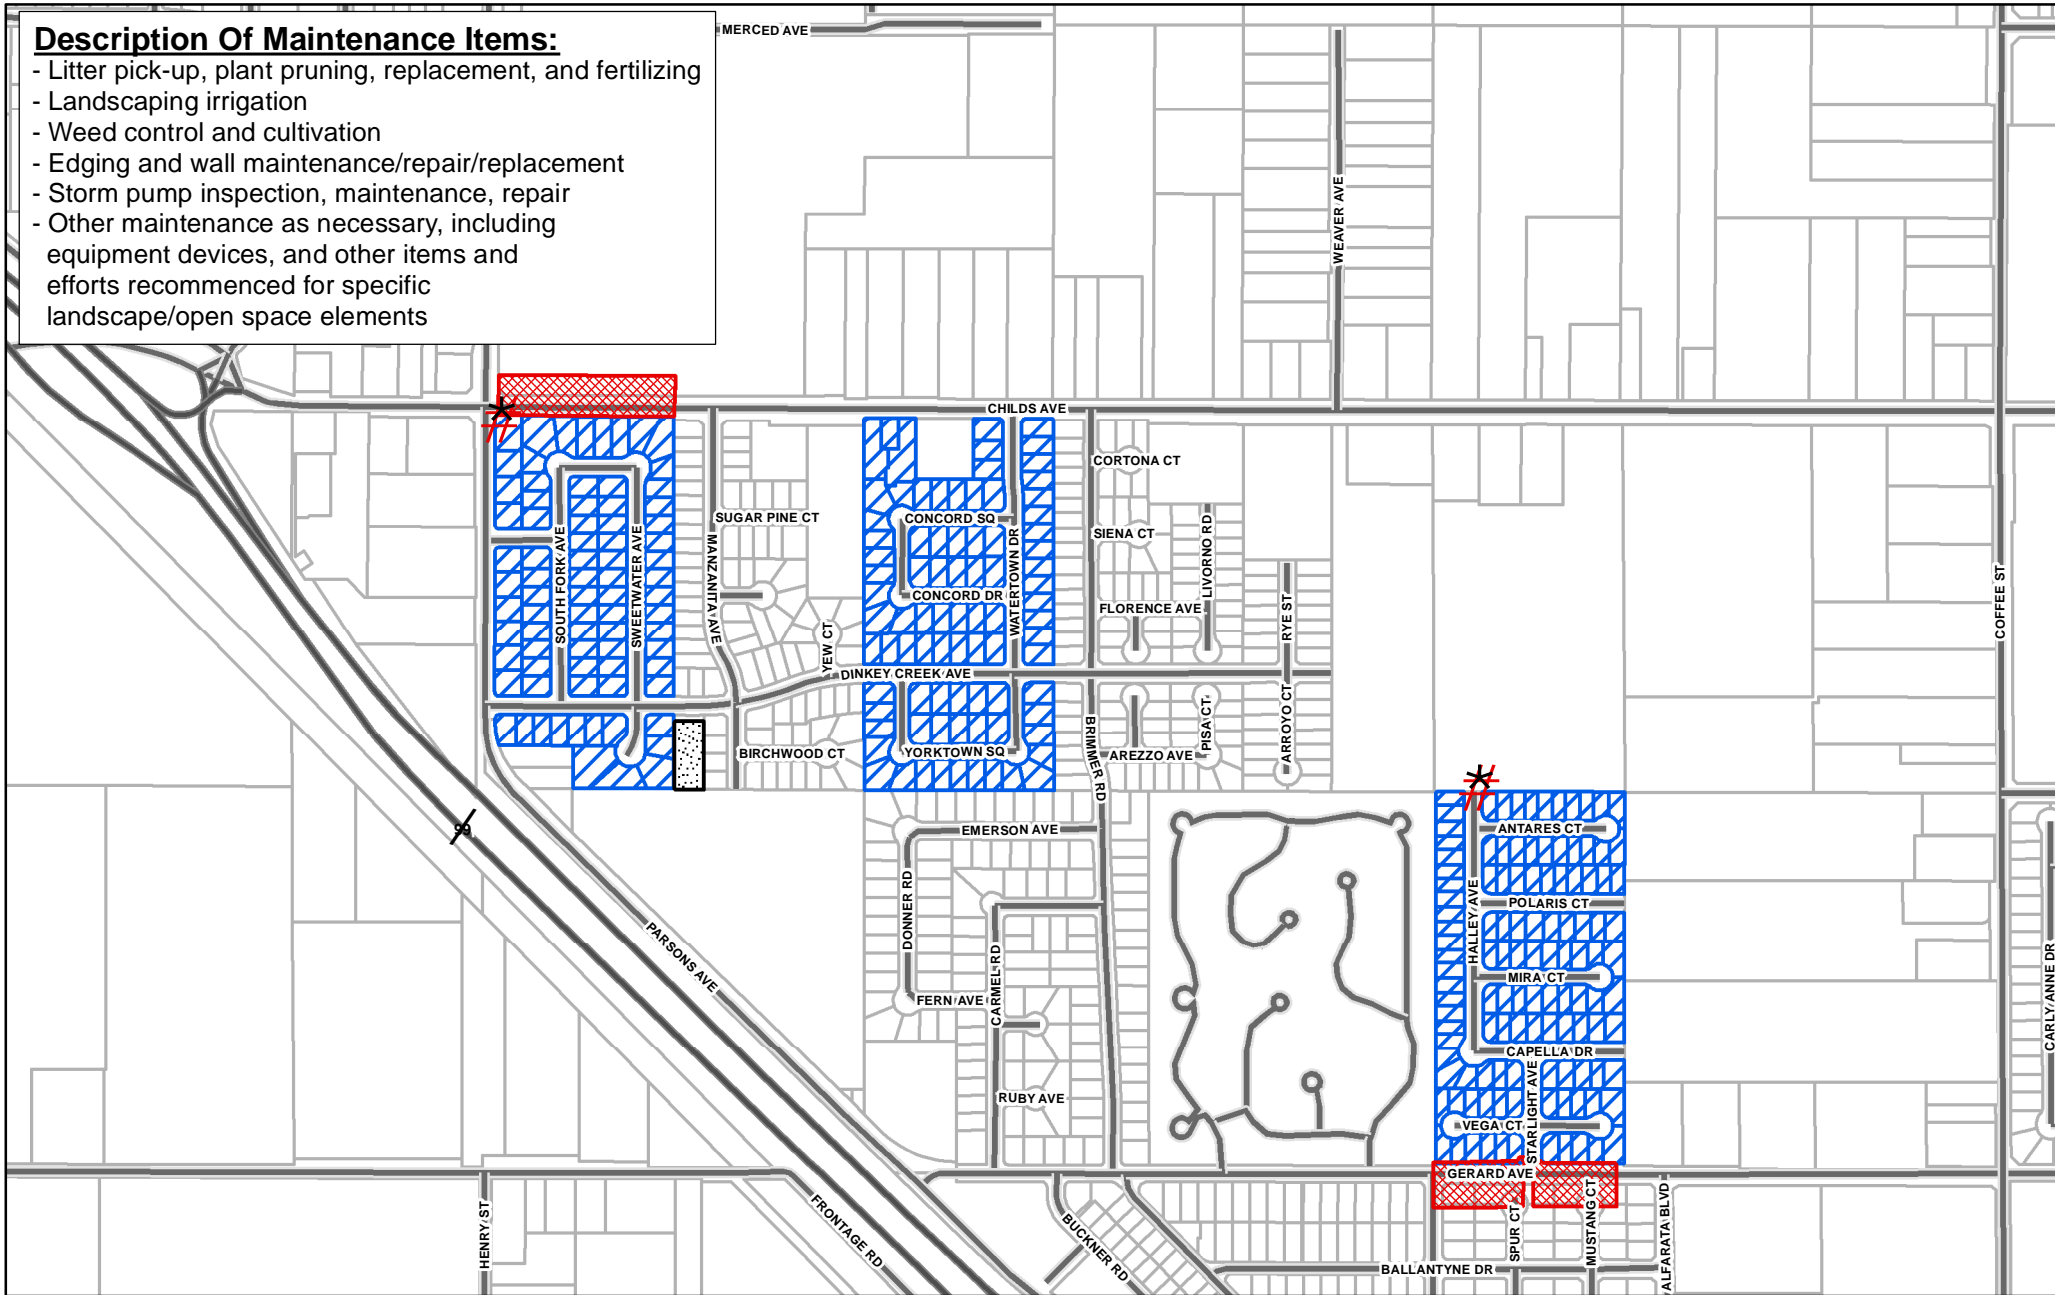 Description Of Maintenance Items:
- Litter pick-up, plant pruning, replacement, and fertilizing
- Landscaping irrigation
- Weed control and cultivation
- Edging and wall maintenance/repair/replacement
- Storm pump inspection, maintenance, repair
- Other maintenance as necessary, including
equipment devices, and other items and
efforts recommenced for specific
landscape/open space elements
MERCED AVE
WEAVER AVE
CHILDS AVE
CORTONA CT
SUGAR PINE CT
CONCORD SQ
SIENA CT
LIVORNO RD
MANZANITA AVE
SOUTH FORK AVE
SWEETWATER AVE
WATERTOWN DR
CONCORD DR
FLORENCE AVE
RYE ST
COFFEE ST
YEW CT
DINKEY CREEK AVE
BIRCHWOOD CT
YORKTOWN SQ
BRIMMER RD
AREZZO AVE
PISA CT
ARROYO CT
99
EMERSON AVE
ANTARES CT
DONNER RD
HALLEY AVE
POLARIS CT
PARSONS AVE
CARMEL RD
MIRA CT
FERN AVE
CARLY ANNE DR
CAPELLA DR
RUBY AVE
STARLIGHT AVE
VEGA CT
GERARD AVE
HENRY ST
FRONTAGE RD
BUCKNER RD
SPUR CT
MUSTANG CT
ALFARATA BLVD
BALLANTYNE DR